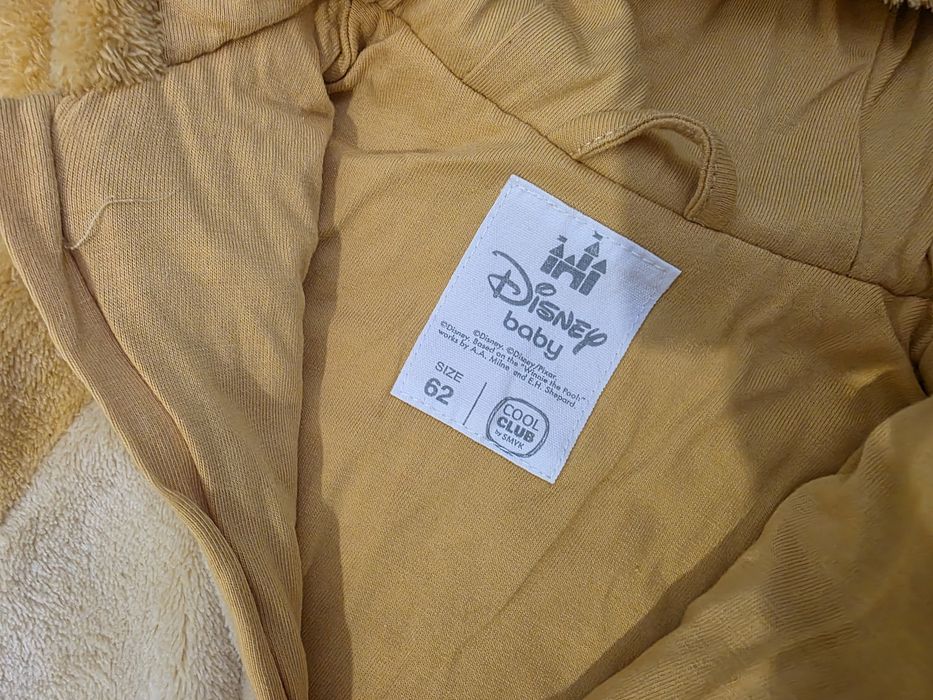 Disney
baby
©Disney. ©Disney/Pixar.
©Disney. Based on the "Winnie the Pooh"
works by A.A. Milne and E.H. Shepard.
SIZE
62
COOL
CLUB
by SMYK